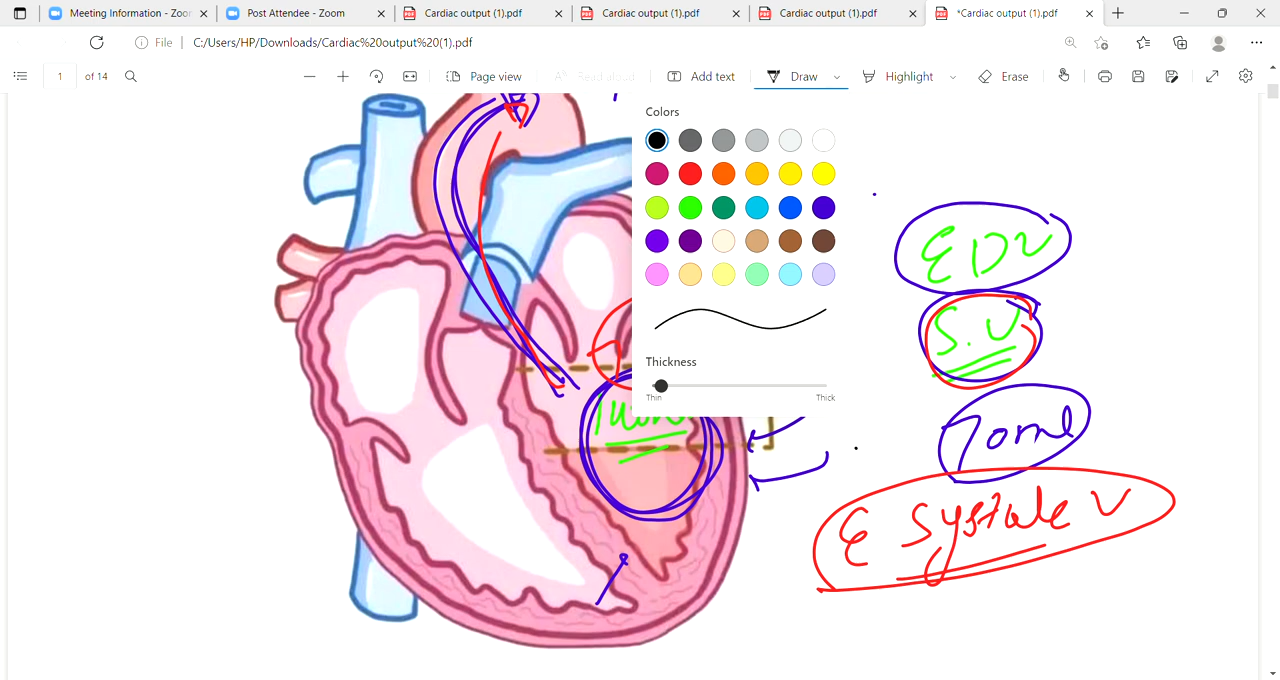 Meeting Information - Zoor
Post Attendee - Zoom
Cardiac output (1).pdf
Cardiac output (1).pdf
Cardiac output (1).pdf
*Cardiac output (1).pdf
File
C:/Users/HP/Downloads/Cardiac%20output%20(1).pdf
1 of 14
Page view
Read aloud
Add text
Draw
Highlight
Erase
Colors
Thickness
Thin
Thick
EDV
S.V
70ml
E Systole V